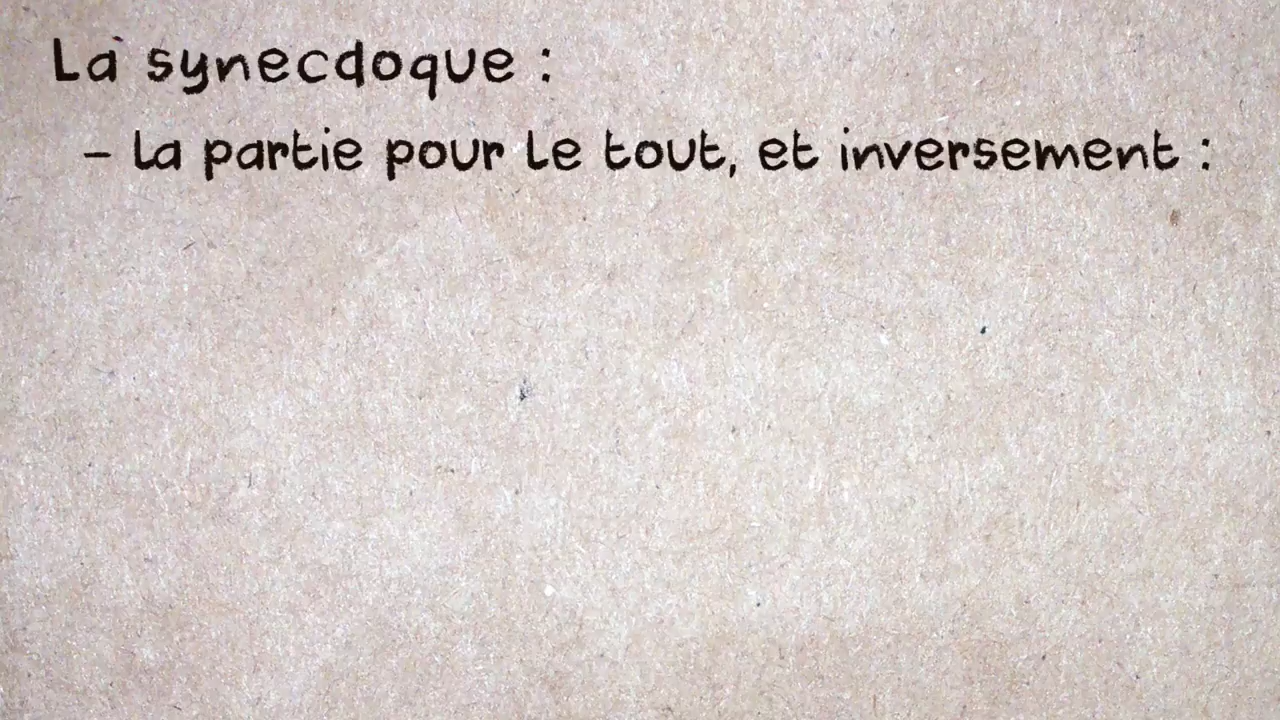 La synecdoque :
– la partie pour le tout, et inversement :